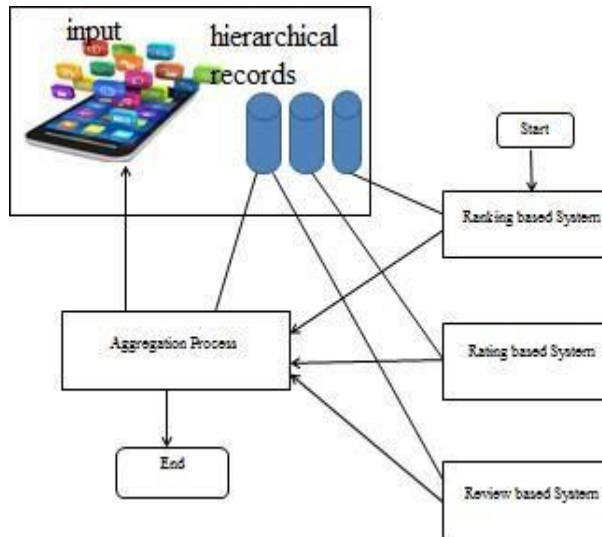 input
hierarchical
records
Start
Ranking based System
Rating based System
Aggregation Process
End
Review based System